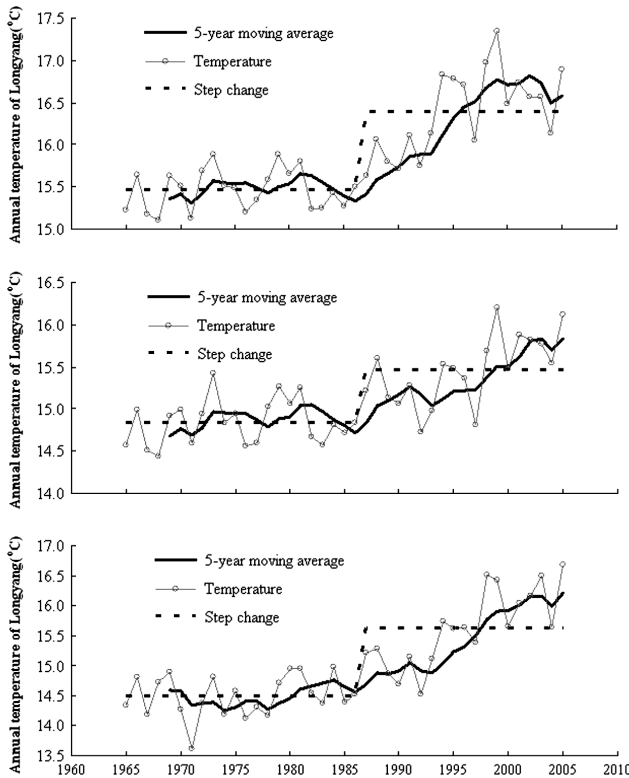 Annual temperature of Longyang(°C)
17.5
17.0
16.5
16.0
15.5
15.0
5-year moving average
Temperature
Step change
Annual temperature of Longyang(°C)
16.5
16.0
15.5
15.0
14.5
14.0
5-year moving average
Temperature
Step change
Annual temperature of Longyang(°C)
17.0
16.5
16.0
15.5
15.0
14.5
14.0
13.5
5-year moving average
Temperature
Step change
1960 1965 1970 1975 1980 1985 1990 1995 2000 2005 2010